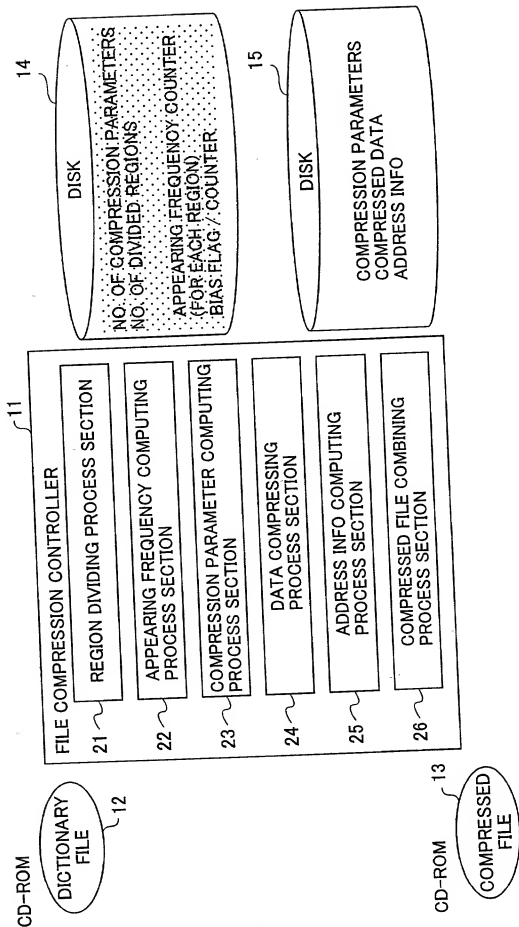 CD-ROM
DICTIONARY
FILE
12
CD-ROM
COMPRESSED
FILE
13
FILE COMPRESSION CONTROLLER
11
21
REGION DIVIDING PROCESS SECTION
22
APPEARING FREQUENCY COMPUTING
PROCESS SECTION
23
COMPRESSION PARAMETER COMPUTING
PROCESS SECTION
24
DATA COMPRESSING
PROCESS SECTION
25
ADDRESS INFO COMPUTING
PROCESS SECTION
26
COMPRESSED FILE COMBINING
PROCESS SECTION
14
DISK
NO. OF COMPRESSION PARAMETERS
NO. OF DIVIDED REGIONS
APPEARING FREQUENCY COUNTER
(FOR EACH REGION)
BIAS FLAG / COUNTER
15
DISK
COMPRESSION PARAMETERS
COMPRESSED DATA
ADDRESS INFO